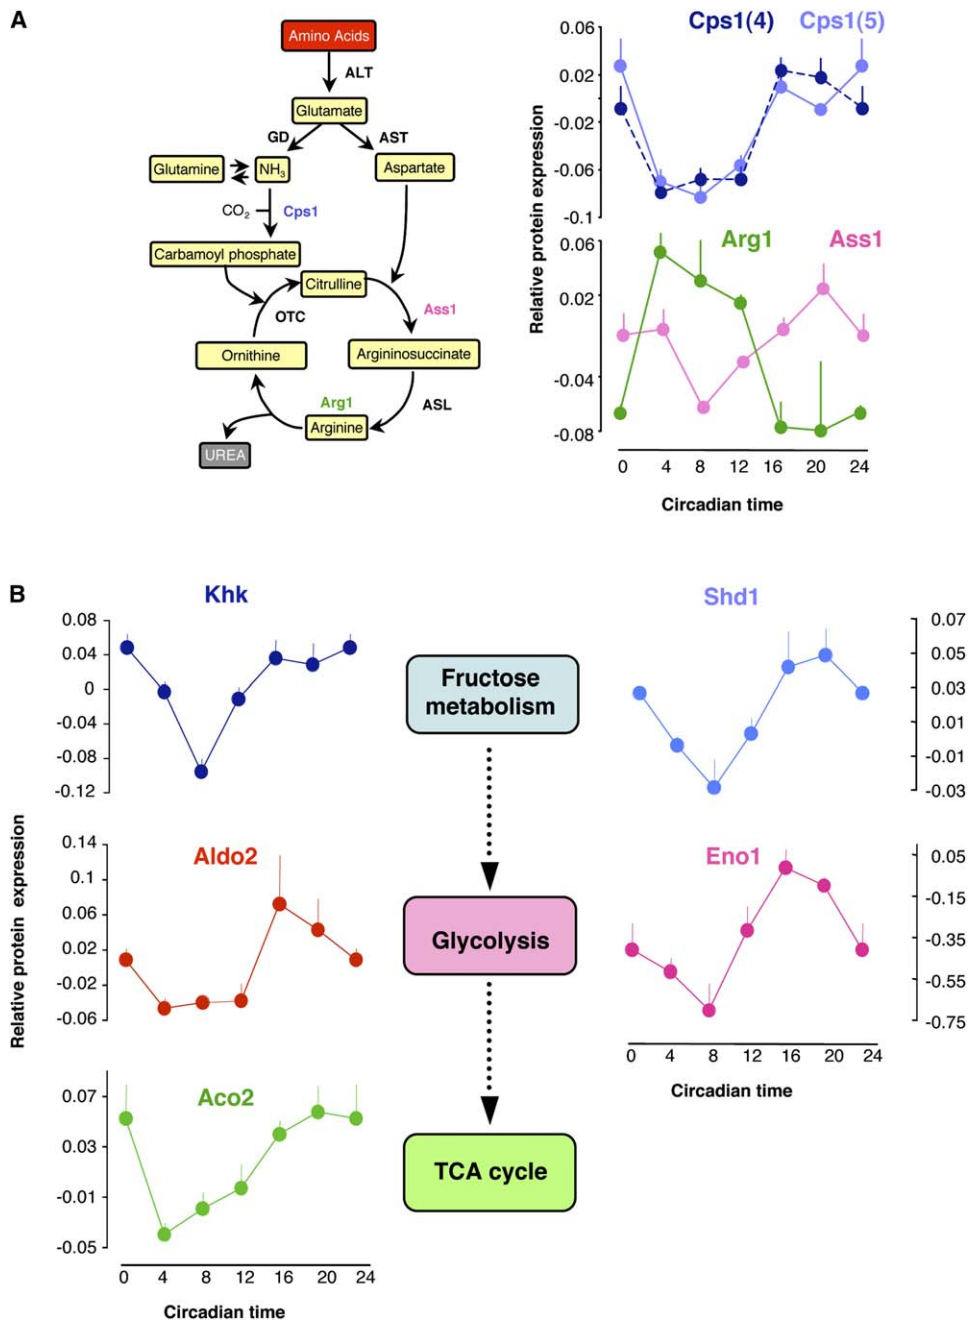 A
Amino Acids
ALT
Glutamate
GD
AST
Glutamine
NH3
Aspartate
CO2
Cps1
Carbamoyl phosphate
Citrulline
OTC
Ass1
Ornithine
Argininosuccinate
Arg1
ASL
Arginine
UREA
Cps1(4) Cps1(5)
0.06
0.02
-0.02
-0.06
-0.1
Relative protein expression
Arg1 Ass1
0.06
0.02
-0.04
-0.08
0 4 8 12 16 20 24
Circadian time
B
Khk
0.08
0.04
0
-0.04
-0.08
-0.12
Fructose
metabolism
Shd1
0.07
0.05
0.03
0.01
-0.01
-0.03
Relative protein expression
Aldo2
0.14
0.1
0.06
0.02
-0.02
-0.06
Glycolysis
Eno1
0.05
-0.15
-0.35
-0.55
-0.75
0 4 8 12 16 20 24
Circadian time
Aco2
0.07
0.03
-0.01
-0.05
TCA cycle
0 4 8 12 16 20 24
Circadian time